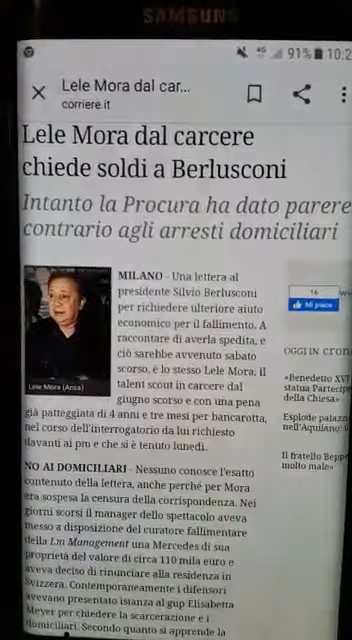 SAMSUNG
4G 91% 10:2
Lele Mora dal car...
corriere.it
Lele Mora dal carcere
chiede soldi a Berlusconi
Intanto la Procura ha dato parere
contrario agli arresti domiciliari
MILANO - Una lettera al
presidente Silvio Berlusconi
per richiedere ulteriore aiuto
economico per il fallimento. A
raccontare di averla spedita, e
ciò sarebbe avvenuto sabato
scorso, è lo stesso Lele Mora, il
talent scout in carcere dal
giugno scorso e con una pena
Lele Mora (Ansa)
già patteggiata di 4 anni e tre mesi per bancarotta,
nel corso dell'interrogatorio da lui richiesto
davanti ai pm e che si è tenuto lunedì.
NO AI DOMICILIARI - Nessuno conosce l'esatto
contenuto della lettera, anche perché per Mora
era sospesa la censura della corrispondenza. Nei
giorni scorsi il manager dello spettacolo aveva
messo a disposizione del curatore fallimentare
della Lm Management una Mercedes di sua
proprietà del valore di circa 110 mila euro e
aveva deciso di rinunciare alla residenza in
Svizzera. Contemporaneamente i difensori
avevano presentato istanza al gup Elisabetta
Meyer per chiedere la scarcerazione e i
domiciliari. Secondo quanto si apprende la
16
Mi piace
OGGI IN cron
«Benedetto XVI
statua Partecip
della Chiesa»
Esplode palazz
nell'Aquilano:
Il fratello Bepp
molto male»